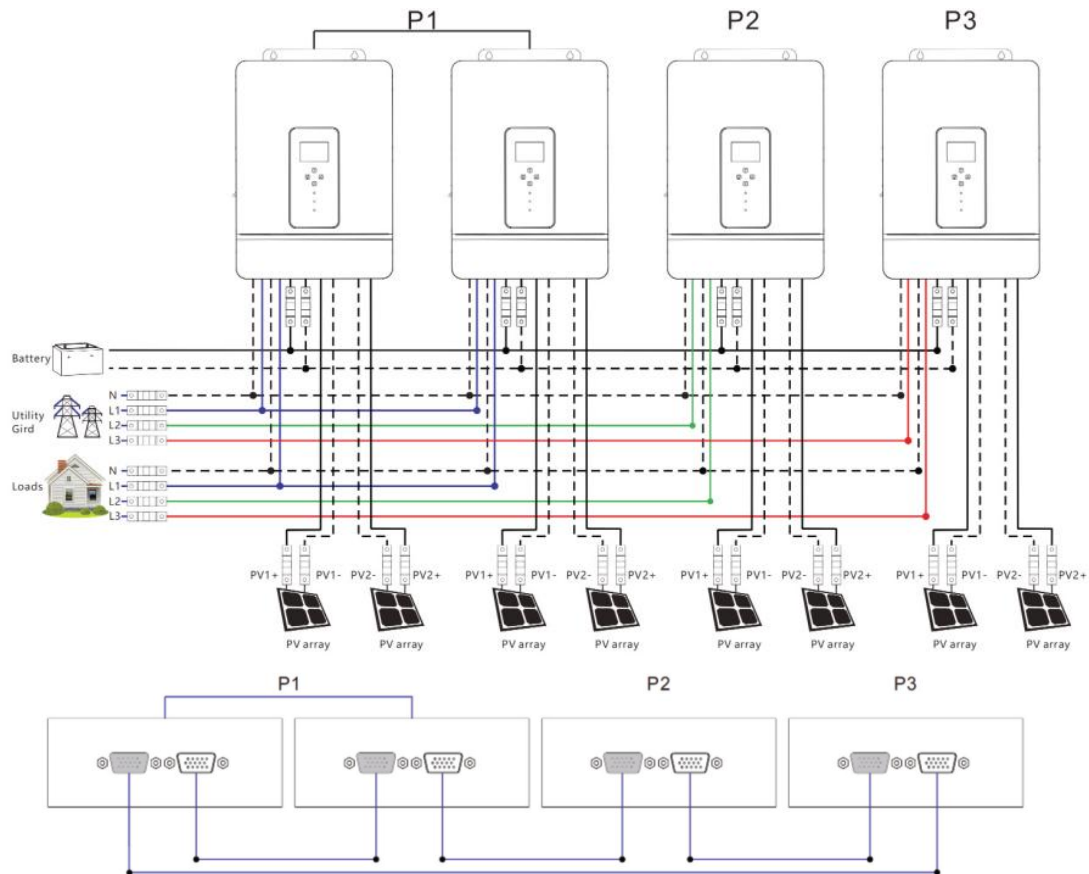 P1 P2 P3
Battery
Utility
Gird
N
L1
L2
L3
Loads
N
L1
L2
L3
PV1+ PV1- PV2- PV2+ PV1+ PV1- PV2- PV2+ PV1+ PV1- PV2- PV2+ PV1+ PV1- PV2- PV2+
PV array PV array PV array PV array PV array PV array PV array PV array
P1 P2 P3